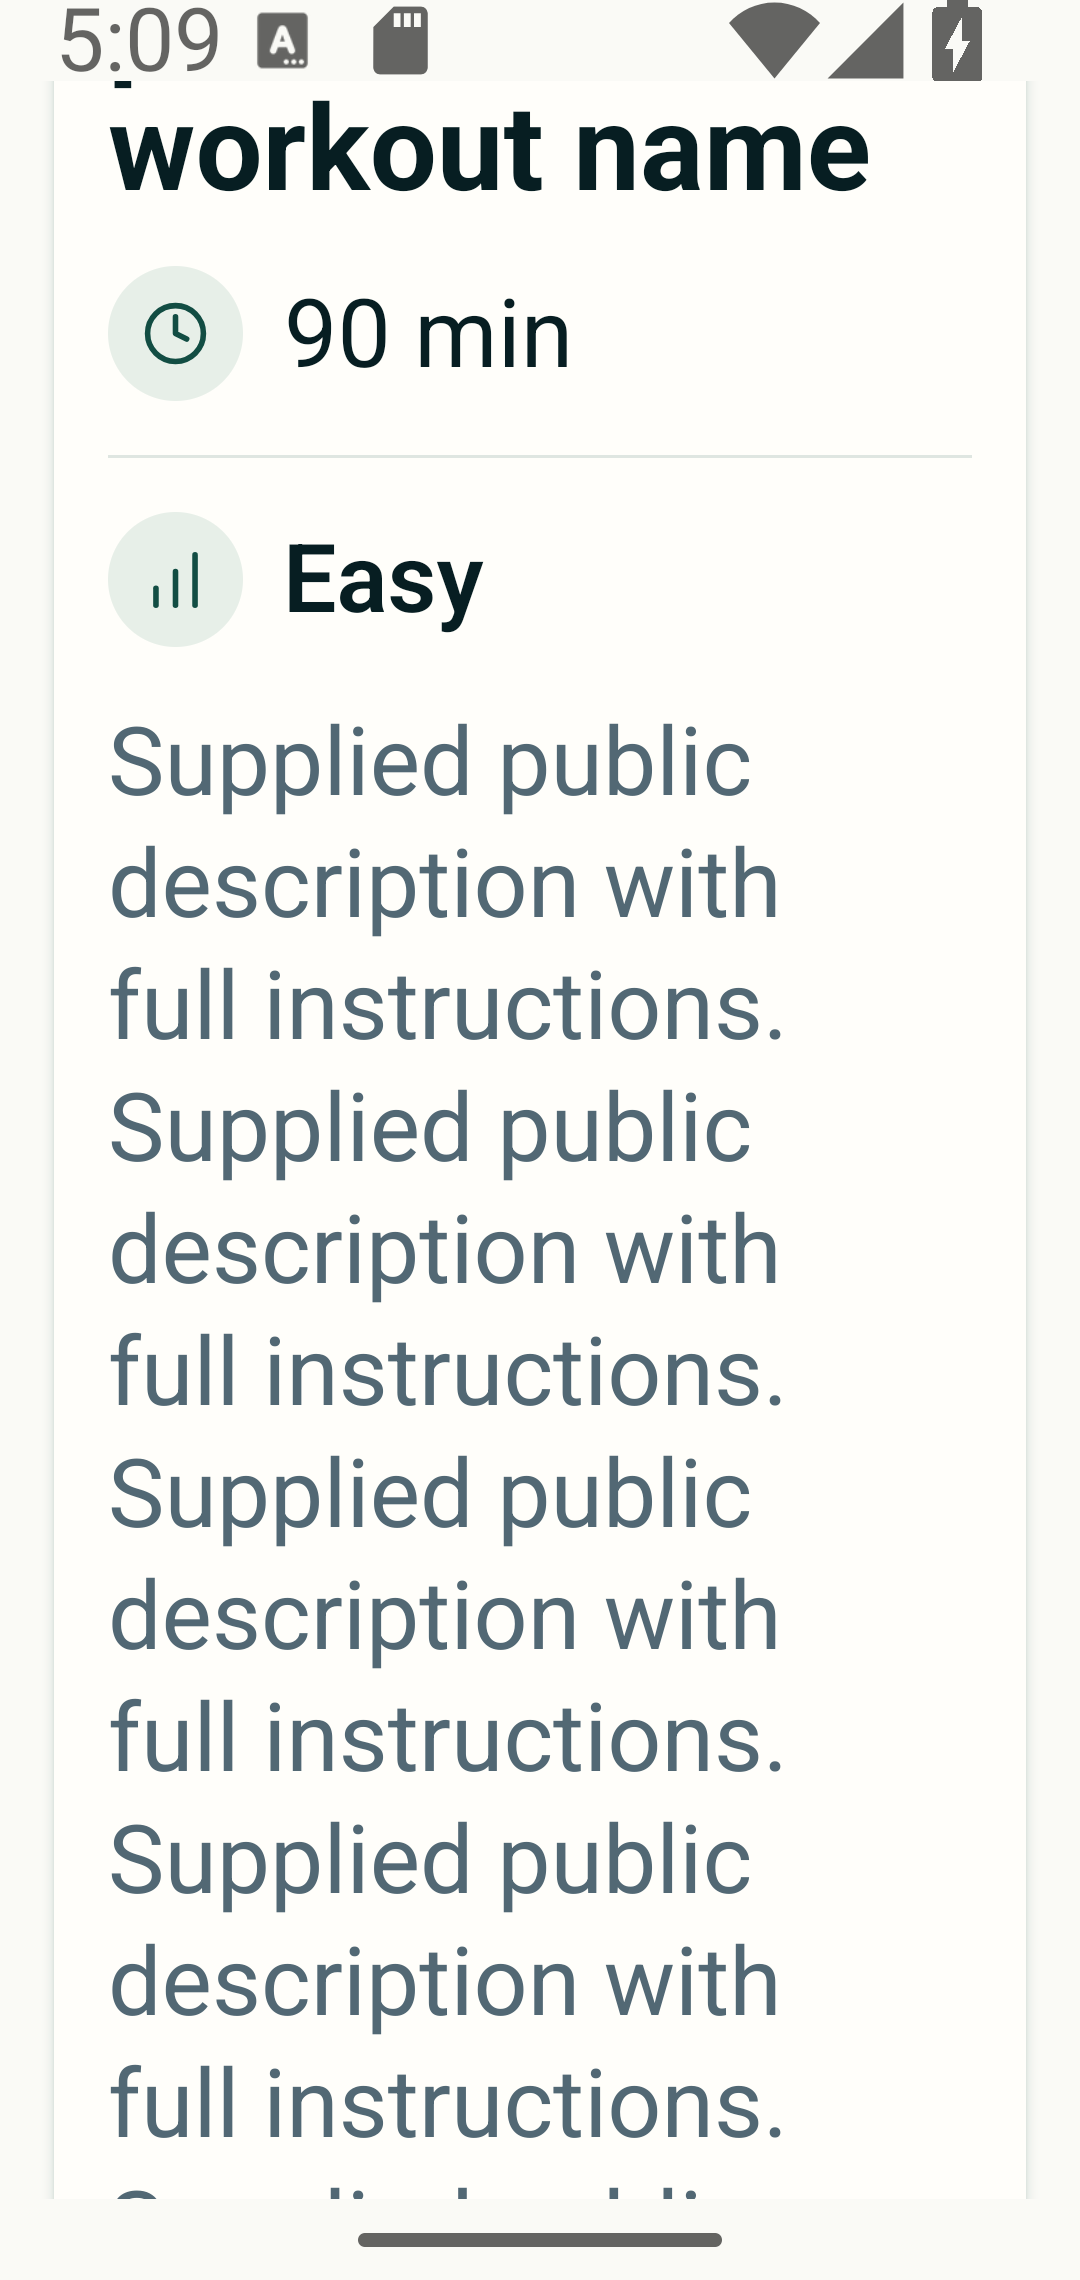 5:09
workout name
90 min
Easy
Supplied public
description with
full instructions.
Supplied public
description with
full instructions.
Supplied public
description with
full instructions.
Supplied public
description with
full instructions.